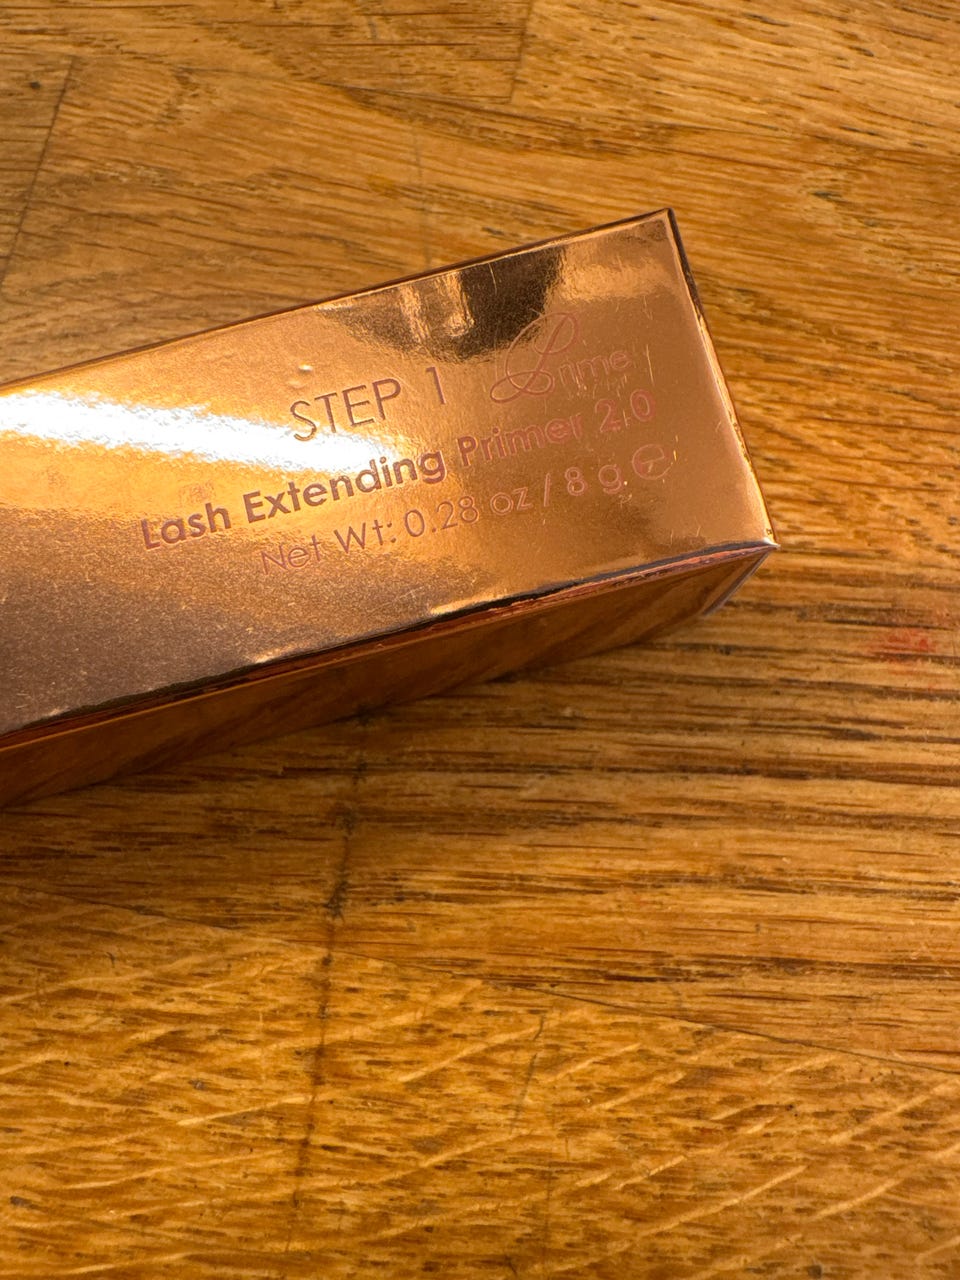 STEP 1 Prime
Lash Extending Primer 2.0
Net Wt: 0.28 oz / 8 g ℮